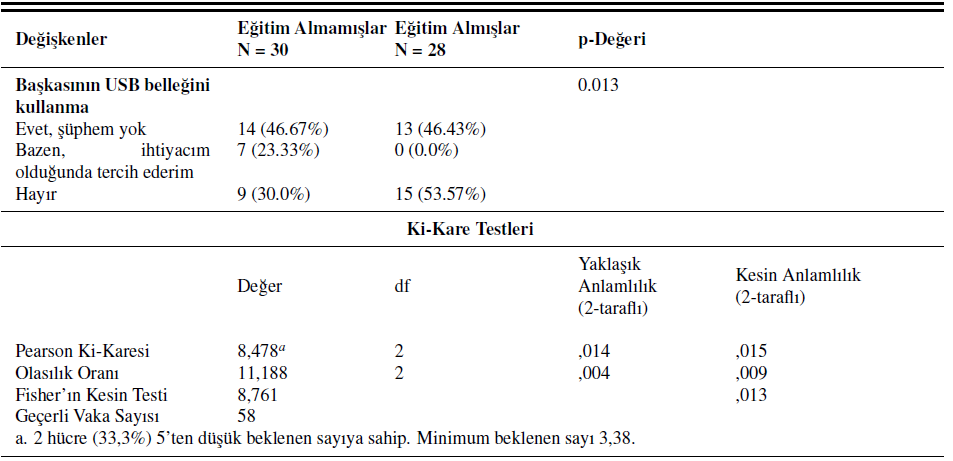 Değişkenler Eğitim Almamışlar N = 30 Eğitim Almışlar N = 28 p-Değeri
Başkasının USB belleğini kullanma 0.013
Evet, şüphem yok 14 (46.67%) 13 (46.43%)
Bazen, ihtiyacım olduğunda tercih ederim 7 (23.33%) 0 (0.0%)
Hayır 9 (30.0%) 15 (53.57%)
Ki-Kare Testleri
Değer df Yaklaşık Anlamlılık (2-taraflı) Kesin Anlamlılık (2-taraflı)
Pearson Ki-Karesi 8,478a 2 ,014 ,015
Olasılık Oranı 11,188 2 ,004 ,009
Fisher’ın Kesin Testi 8,761 ,013
Geçerli Vaka Sayısı 58
a. 2 hücre (33,3%) 5’ten düşük beklenen sayıya sahip. Minimum beklenen sayı 3,38.